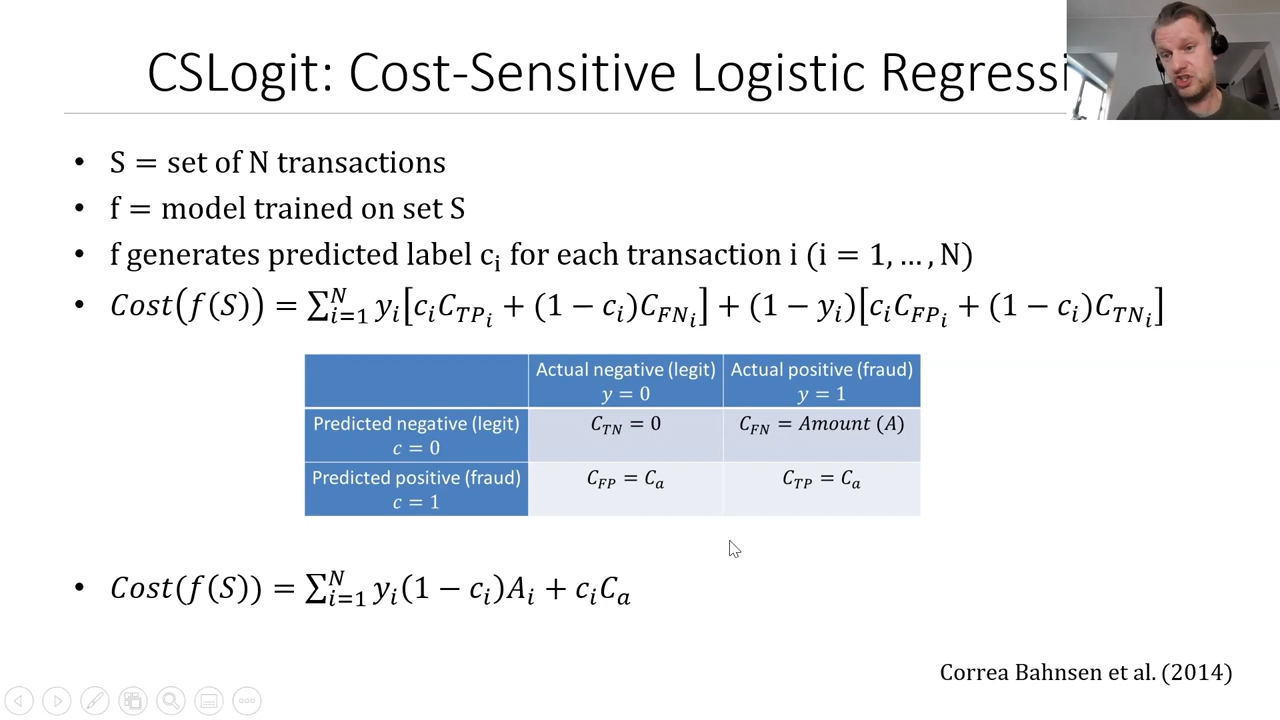 CSLogit: Cost-Sensitive Logistic Regressi
• S = set of N transactions
• f = model trained on set S
• f generates predicted label cᵢ for each transaction i (i = 1, … , N)
• Cost(f(S)) = ∑ᵢ₌₁ᴺ yᵢ[cᵢC_TPᵢ + (1 − cᵢ)C_FNᵢ] + (1 − yᵢ)[cᵢC_FPᵢ + (1 − cᵢ)C_TNᵢ]
Actual negative (legit) Actual positive (fraud)
y = 0 y = 1
Predicted negative (legit) C_TN = 0 C_FN = Amount (A)
c = 0
Predicted positive (fraud) C_FP = Cₐ C_TP = Cₐ
c = 1
• Cost(f(S)) = ∑ᵢ₌₁ᴺ yᵢ(1 − cᵢ)Aᵢ + cᵢCₐ
Correa Bahnsen et al. (2014)